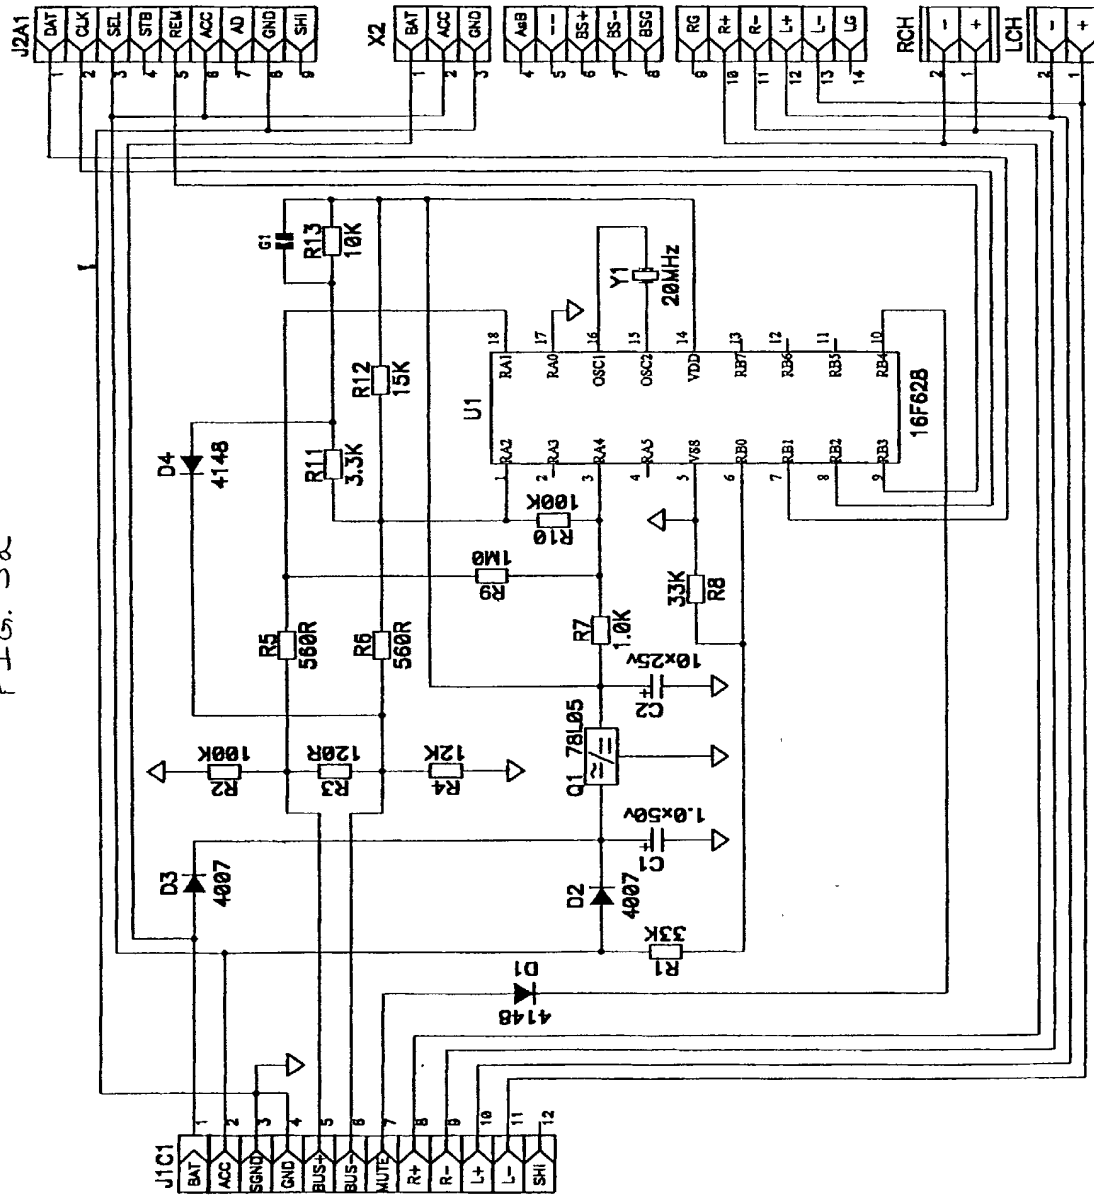 J2A1
DAT
CLK
SEL
STB
REM
ACC
AD
GND
SHi
1
2
3
4
5
6
7
8
9
X2
BAT
ACC
GND
1
2
3
AsB
---
BS+
BS-
BSG
4
5
6
7
8
RG
R+
R-
L+
L-
LG
9
10
11
12
13
14
RCH
-
+
2
1
LCH
-
+
2
1
G1
R13
10K
Y1
20MHz
R12
15K
18
17
16
15
14
13
12
11
10
RA1
RA0
OSC1
OSC2
VDD
RB7
RB6
RB5
RB4
U1
16F628
RA2
RA3
RA4
RA5
VSS
RB0
RB1
RB2
RB3
1
2
3
4
5
6
7
8
9
D4
4148
R11
3.3K
100K
R10
1M0
R9
33K
R8
R5
560R
R6
560R
R7
1.0K
10x25v
+
C2
FIG. 32
100K
R2
120R
R3
12K
R4
Q1 78L05
1.0x50v
+
C1
D3
4007
D2
4007
33K
R1
D1
4148
J1C1
BAT
ACC
SGND
GND
BUS+
BUS-
MUTE
R+
R-
L+
L-
SHi
1
2
3
4
5
6
7
8
9
10
11
12